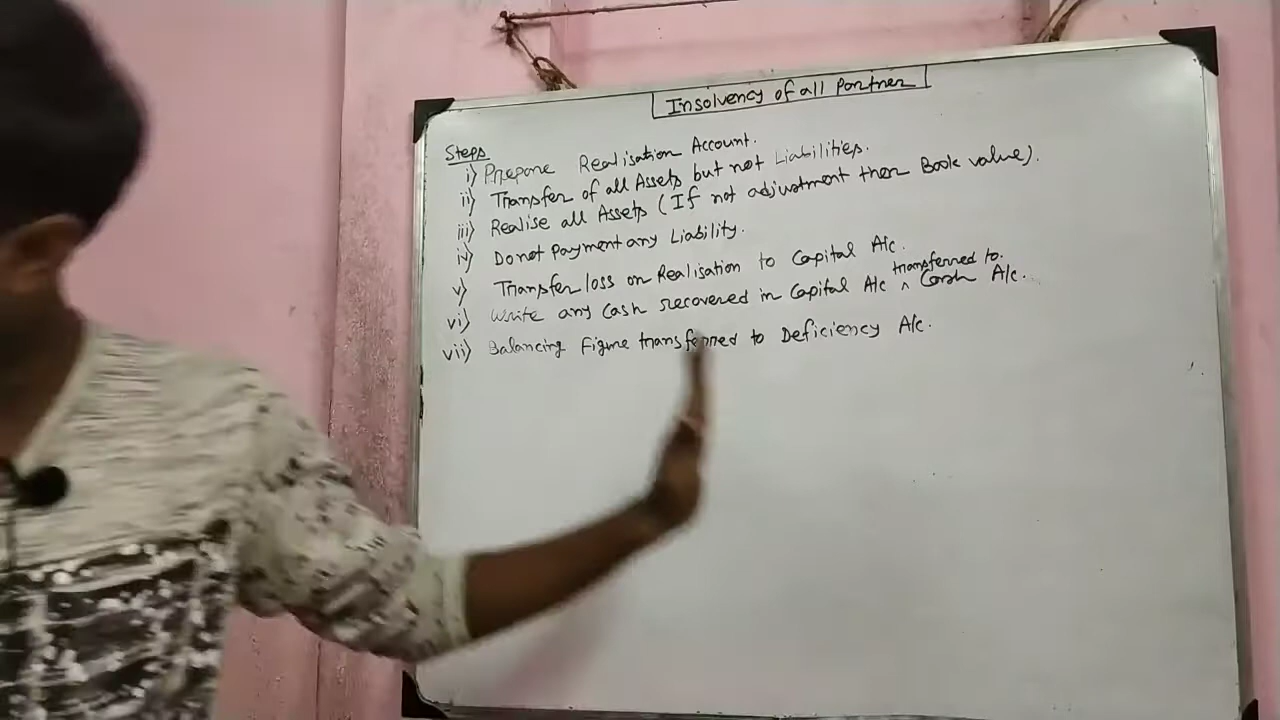 Insolvency of all Partner
Steps
i) Prepare Realisation Account.
ii) Transfer of all Assets but not Liabilities.
iii) Realise all Assets (If not adjustment then Book value).
iv) Do not Payment any Liability.
v) Transfer loss on Realisation to Capital A/c.
vi) Write any Cash recovered in Capital A/c transferred to Cash A/c.
vii) Balancing Figure transferred to Deficiency A/c.